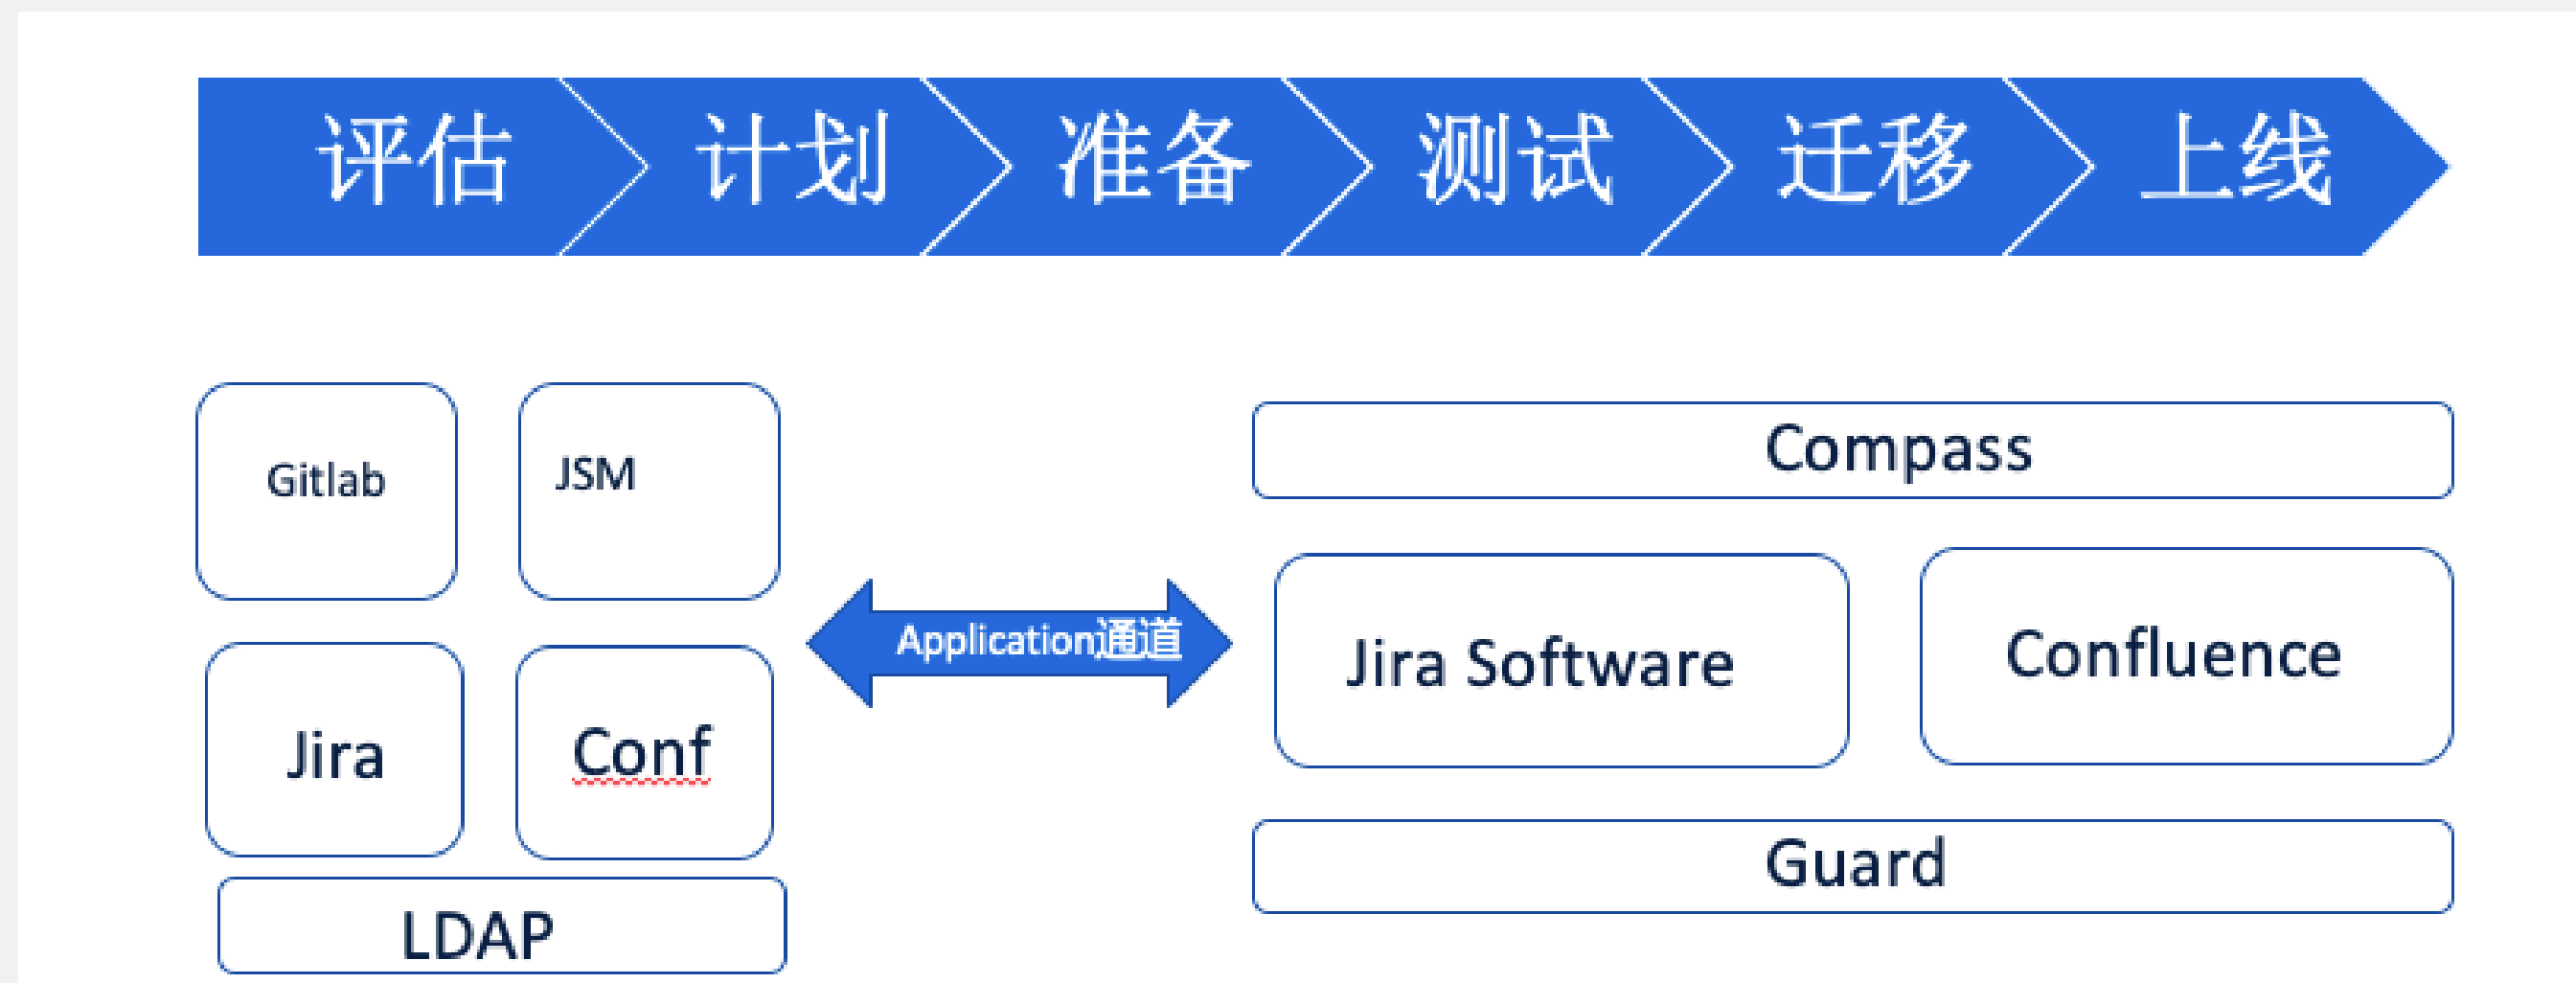 评估 计划 准备 测试 迁移 上线
Gitlab
JSM
Jira
Conf
LDAP
Application通道
Compass
Jira Software
Confluence
Guard